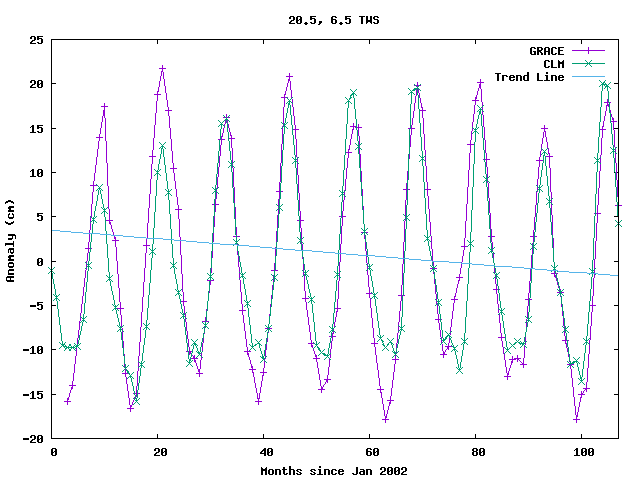 20.5, 6.5 TWS
GRACE
CLM
Trend Line
25
20
15
10
5
0
-5
-10
-15
-20
Anomaly (cm)
0 20 40 60 80 100
Months since Jan 2002